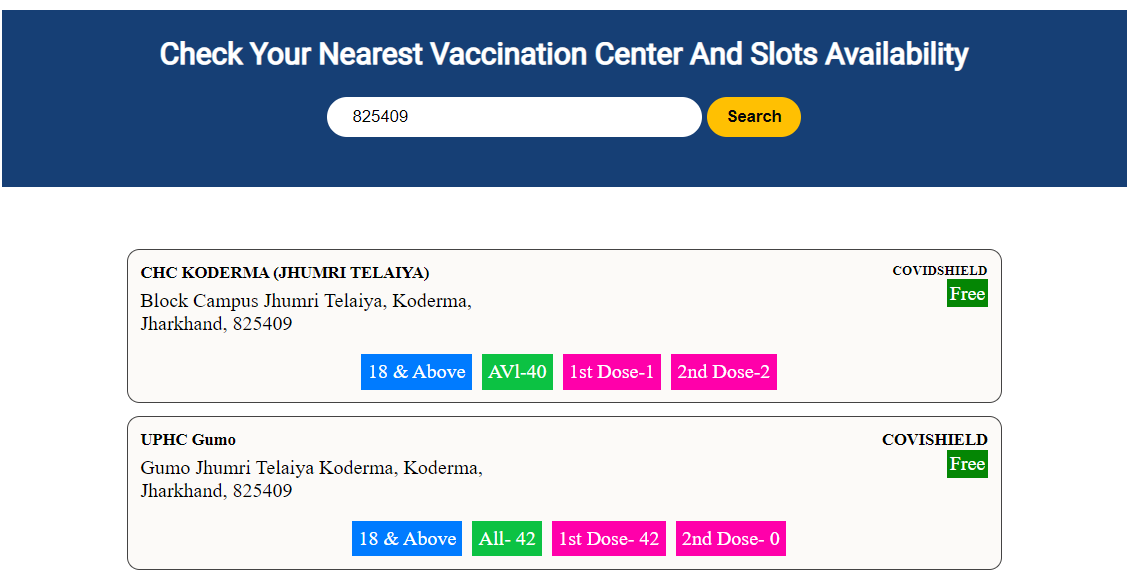 Check Your Nearest Vaccination Center And Slots Availability
825409 Search
CHC KODERMA (JHUMRI TELAIYA) COVIDSHIELD
Block Campus Jhumri Telaiya, Koderma, Free
Jharkhand, 825409
18 & Above AVl-40 1st Dose-1 2nd Dose-2
UPHC Gumo COVISHIELD
Gumo Jhumri Telaiya Koderma, Koderma, Free
Jharkhand, 825409
18 & Above All- 42 1st Dose- 42 2nd Dose- 0